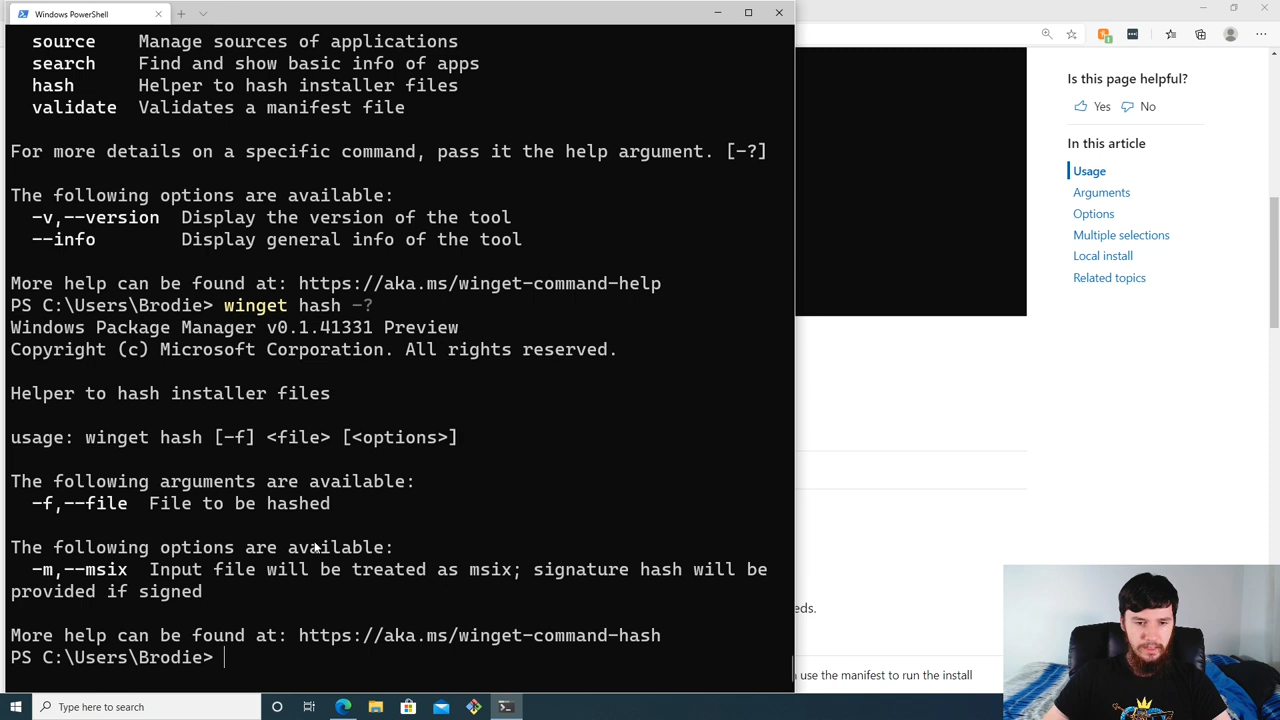 Windows PowerShell
source Manage sources of applications
search Find and show basic info of apps
hash Helper to hash installer files
validate Validates a manifest file
For more details on a specific command, pass it the help argument. [-?]
The following options are available:
-v,--version Display the version of the tool
--info Display general info of the tool
More help can be found at: https://aka.ms/winget-command-help
PS C:\Users\Brodie> winget hash -?
Windows Package Manager v0.1.41331 Preview
Copyright (c) Microsoft Corporation. All rights reserved.
Helper to hash installer files
usage: winget hash [-f] <file> [<options>]
The following arguments are available:
-f,--file File to be hashed
The following options are available:
-m,--msix Input file will be treated as msix; signature hash will be
provided if signed
More help can be found at: https://aka.ms/winget-command-hash
PS C:\Users\Brodie>
Is this page helpful?
Yes No
In this article
Usage
Arguments
Options
Multiple selections
Local install
Related topics
eds.
use the manifest to run the install
Type here to search